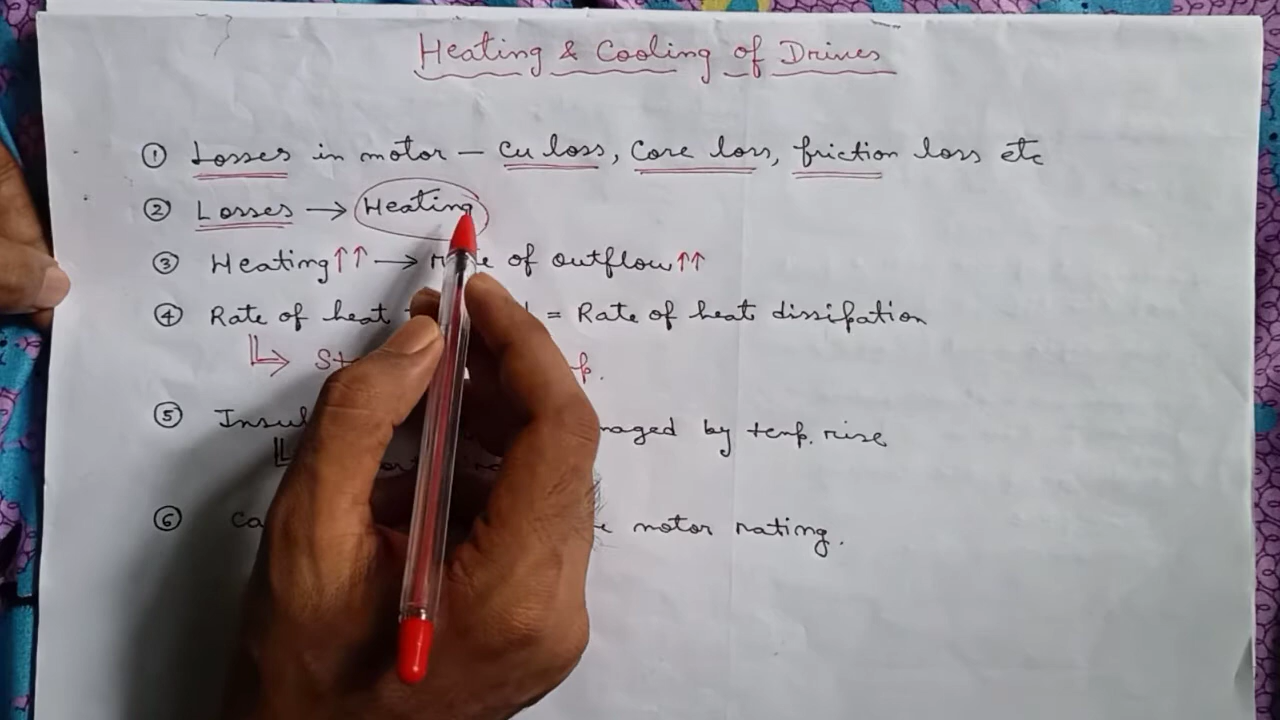 Heating & Cooling of Drives
① Losses in motor — Cu loss, Core loss, friction loss etc
② Losses → Heating
③ Heating↑↑ → of outflow↑↑
④ Rate of heat = Rate of heat dissipation
⑤ by temp. rise
⑥ motor rating.